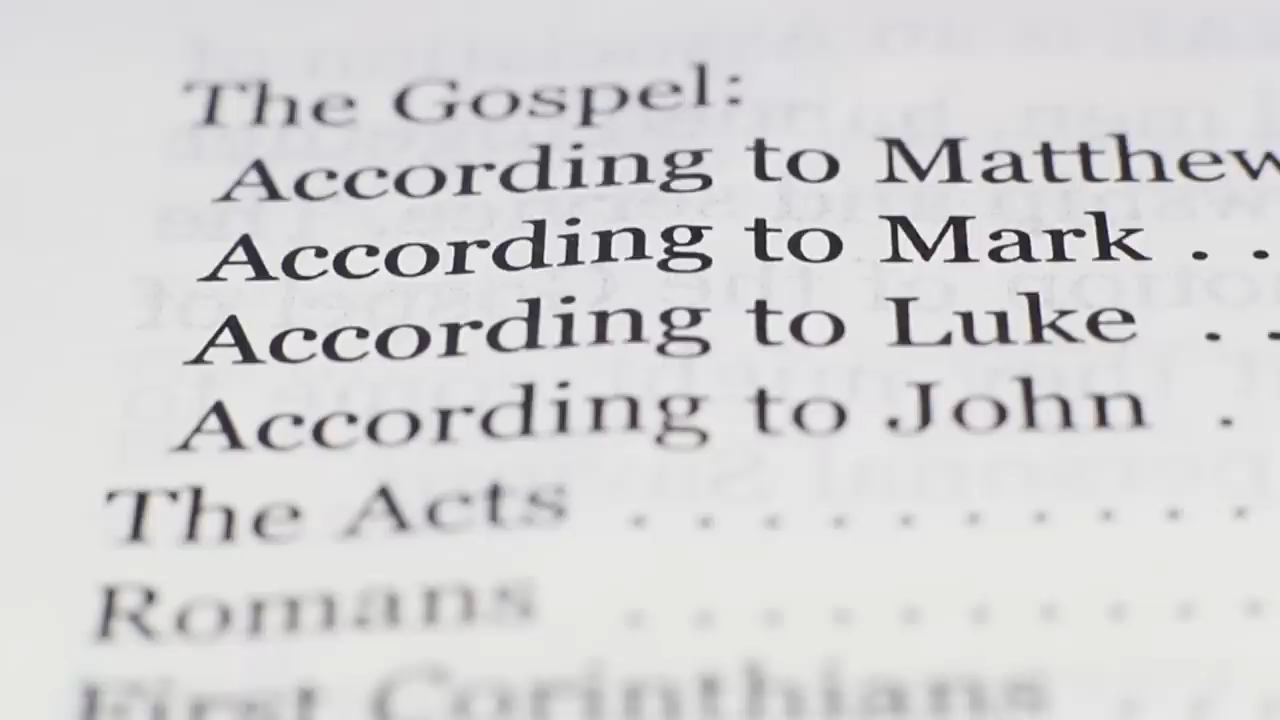 The Gospel:
According to Matthew
According to Mark . .
According to Luke . .
According to John .
The Acts . . . . . . . . . .
Romans . . . . . . . . . .
First Corinthians . . .